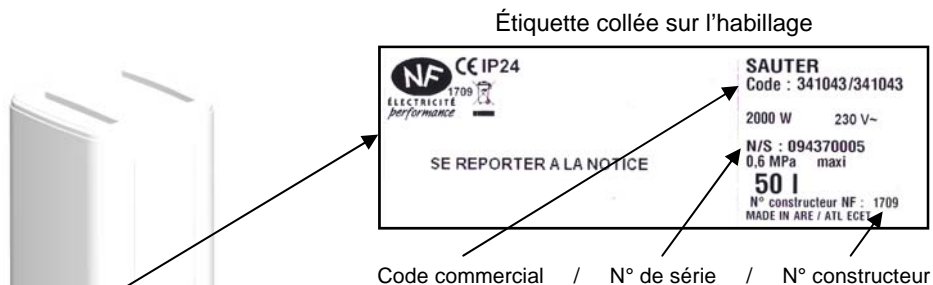 Étiquette collée sur l’habillage
NF
CE IP24
1709
ÉLECTRICITÉ
performance
SE REPORTER A LA NOTICE
SAUTER
Code : 341043/341043
2000 W 230 V~
N/S : 094370005
0,6 MPa maxi
50 l
N° constructeur NF : 1709
MADE IN ARE / ATL ECET
Code commercial / N° de série / N° constructeur